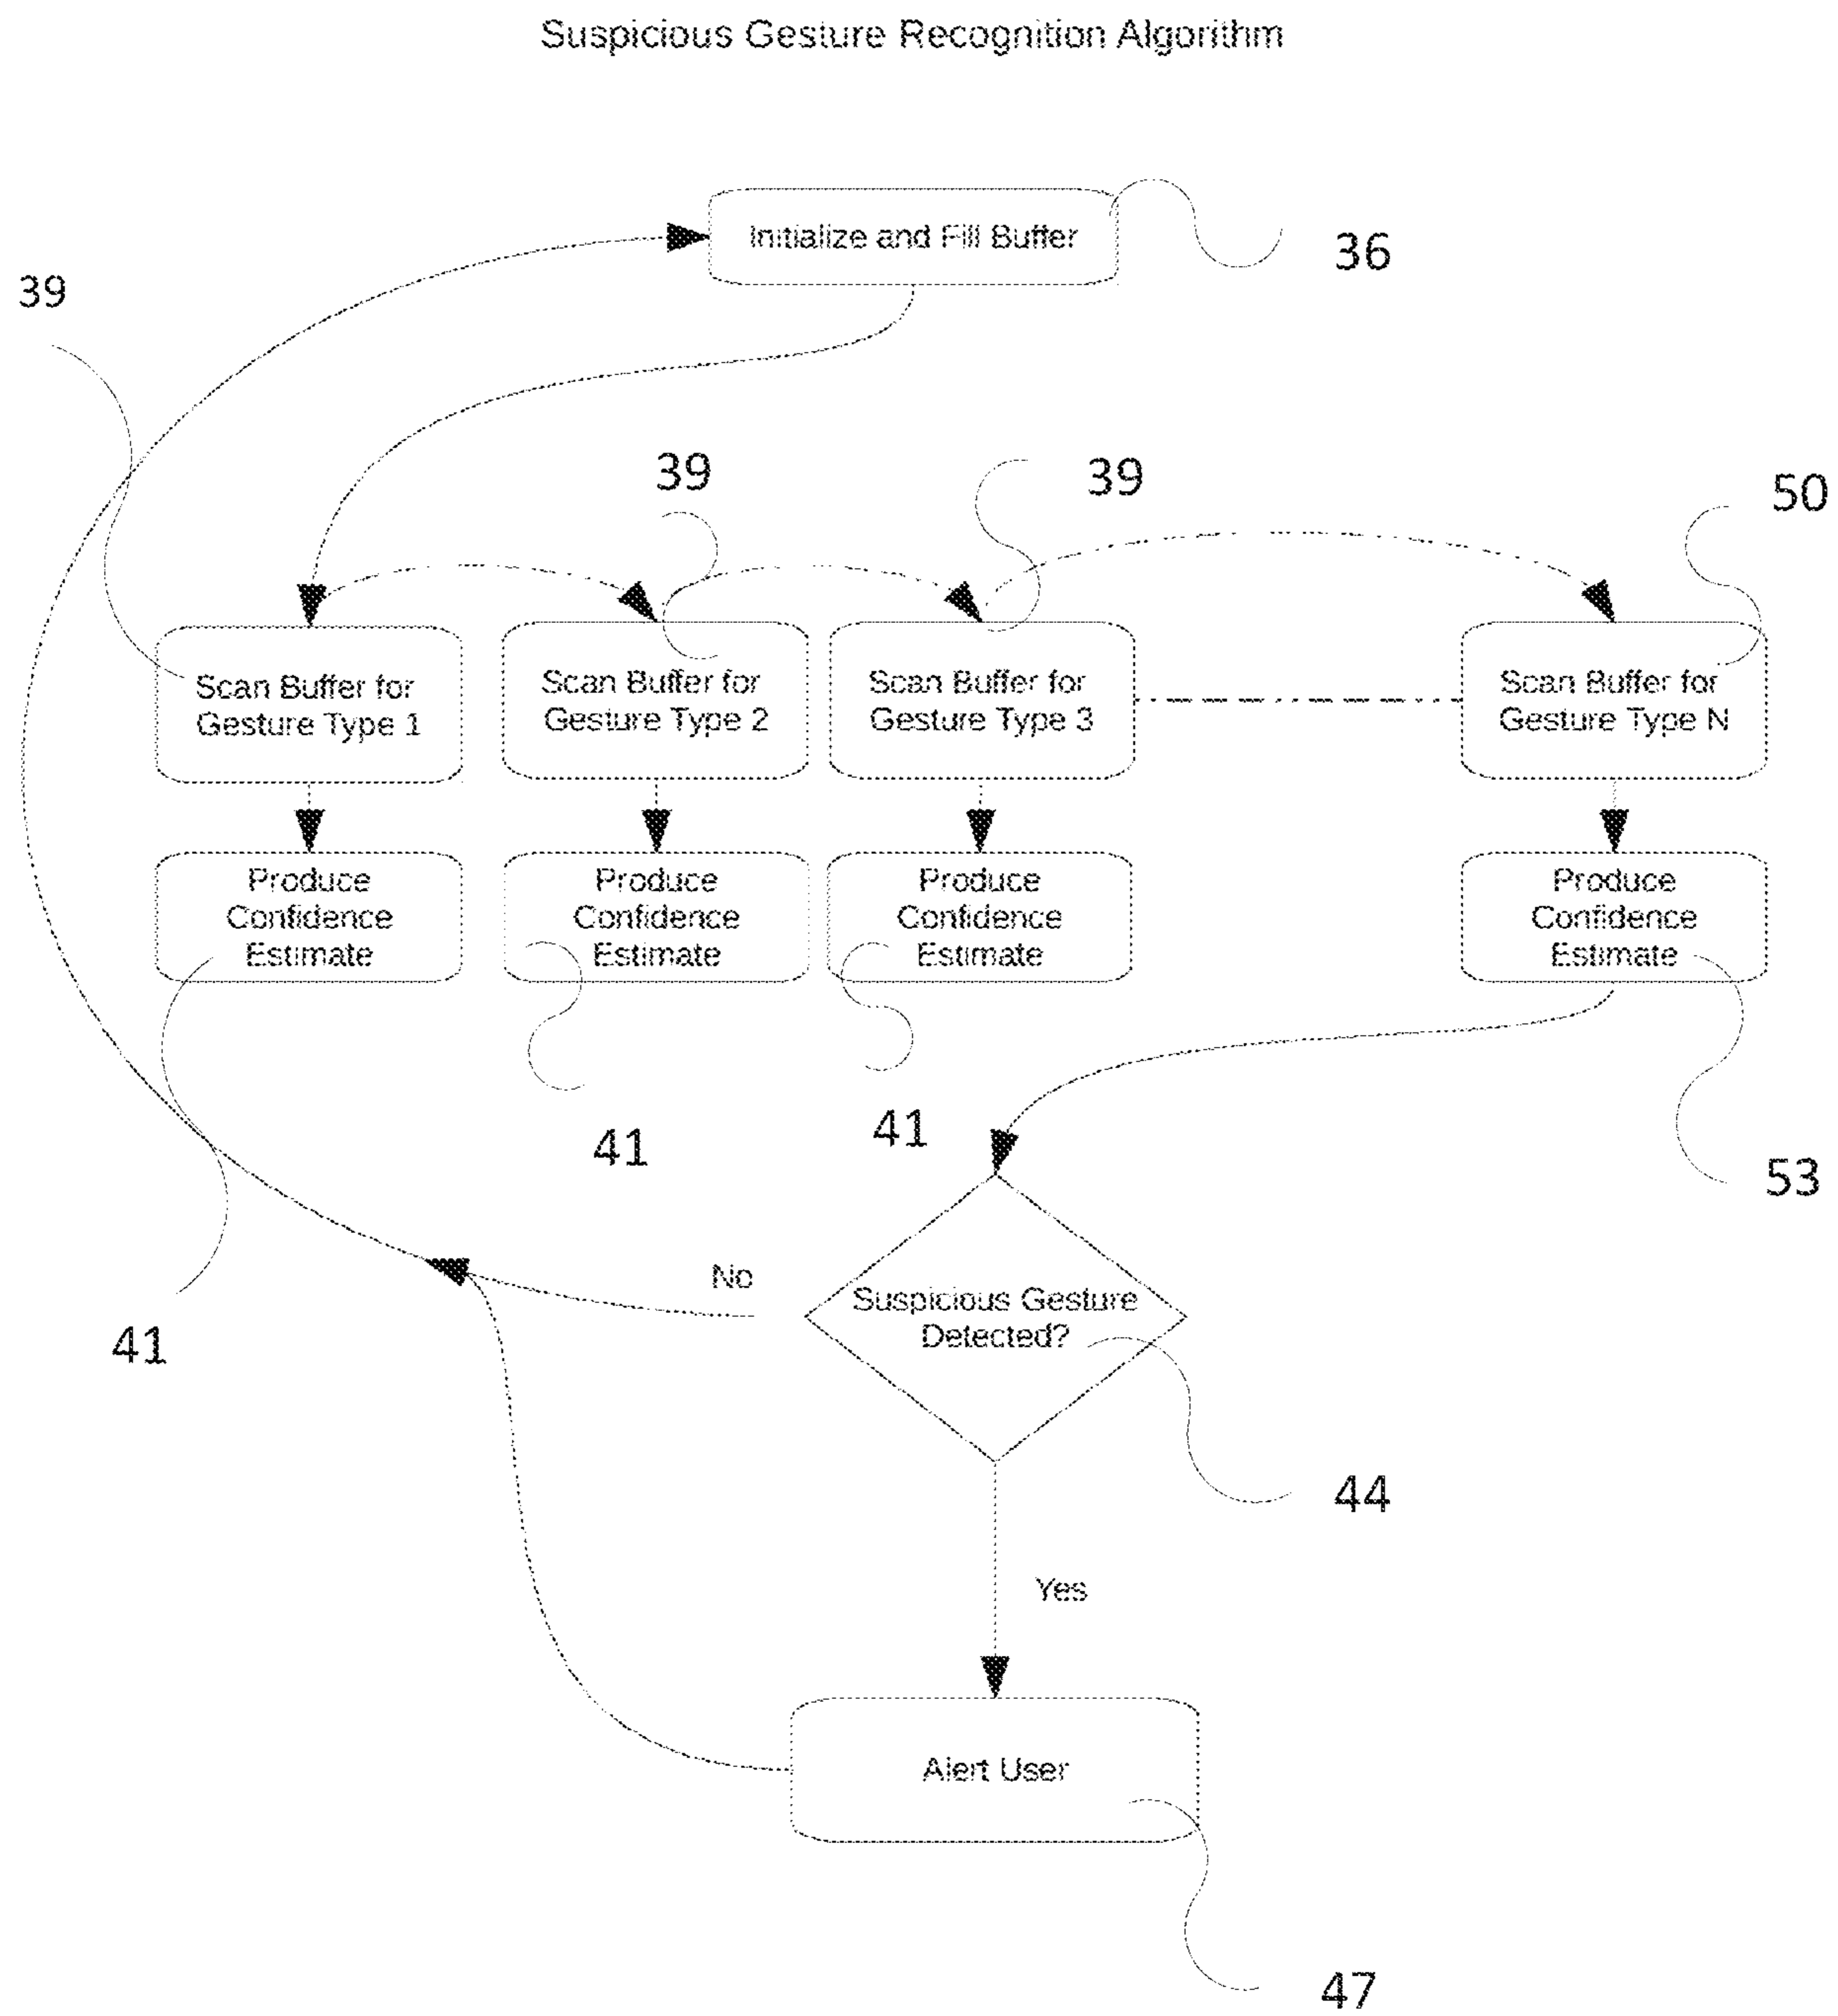 Suspicious Gesture Recognition Algorithm
Initialize and Fill Buffer
36
39
39
39
50
Scan Buffer for
Gesture Type 1
Scan Buffer for
Gesture Type 2
Scan Buffer for
Gesture Type 3
Scan Buffer for
Gesture Type N
Produce
Confidence
Estimate
Produce
Confidence
Estimate
Produce
Confidence
Estimate
Produce
Confidence
Estimate
41
41
53
No
Suspicious Gesture
Detected?
41
44
Yes
Alert User
47